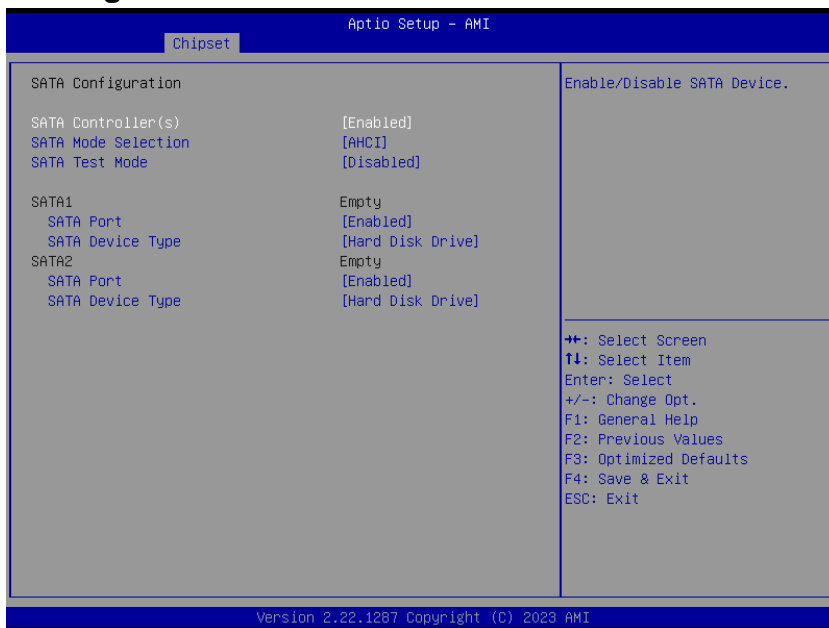 Aptio Setup – AMI
Chipset
SATA Configuration
SATA Controller(s) [Enabled]
SATA Mode Selection [AHCI]
SATA Test Mode [Disabled]
SATA1 Empty
SATA Port [Enabled]
SATA Device Type [Hard Disk Drive]
SATA2 Empty
SATA Port [Enabled]
SATA Device Type [Hard Disk Drive]
Enable/Disable SATA Device.
→←: Select Screen
↑↓: Select Item
Enter: Select
+/-: Change Opt.
F1: General Help
F2: Previous Values
F3: Optimized Defaults
F4: Save & Exit
ESC: Exit
Version 2.22.1287 Copyright (C) 2023 AMI